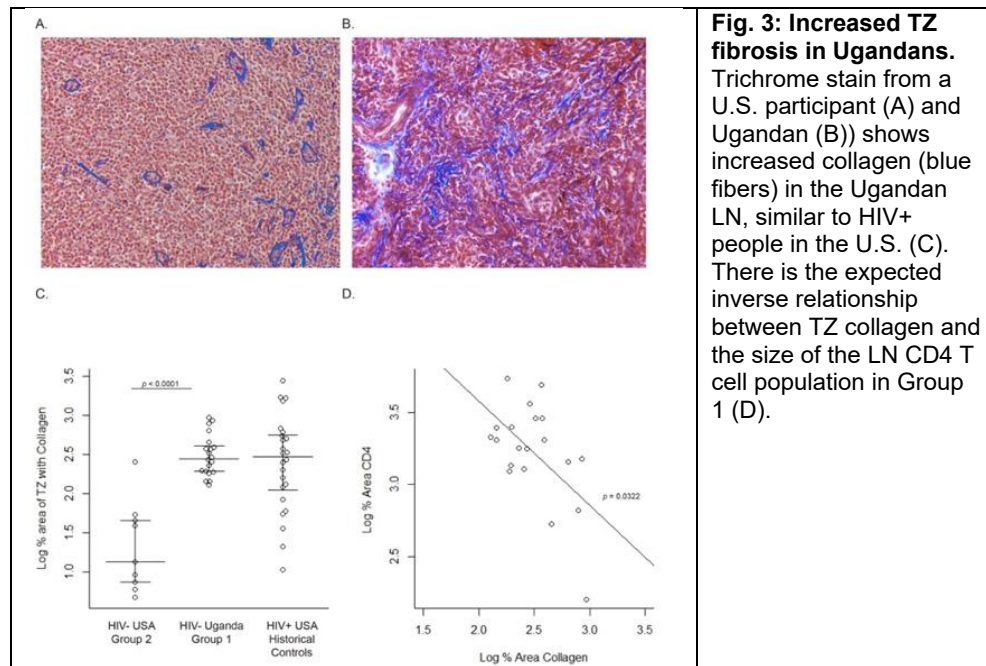 A.
B.
C.
D.
3.5
3.0
2.5
2.0
1.5
1.0
Log % area of TZ with Collagen
p < 0.0001
HIV- USA
Group 2
HIV- Uganda
Group 1
HIV+ USA
Historical
Controls
3.5
3.0
2.5
Log % Area CD4
p = 0.0322
1.5 2.0 2.5 3.0 3.5
Log % Area Collagen
Fig. 3: Increased TZ
fibrosis in Ugandans.
Trichrome stain from a
U.S. participant (A) and
Ugandan (B)) shows
increased collagen (blue
fibers) in the Ugandan
LN, similar to HIV+
people in the U.S. (C).
There is the expected
inverse relationship
between TZ collagen and
the size of the LN CD4 T
cell population in Group
1 (D).